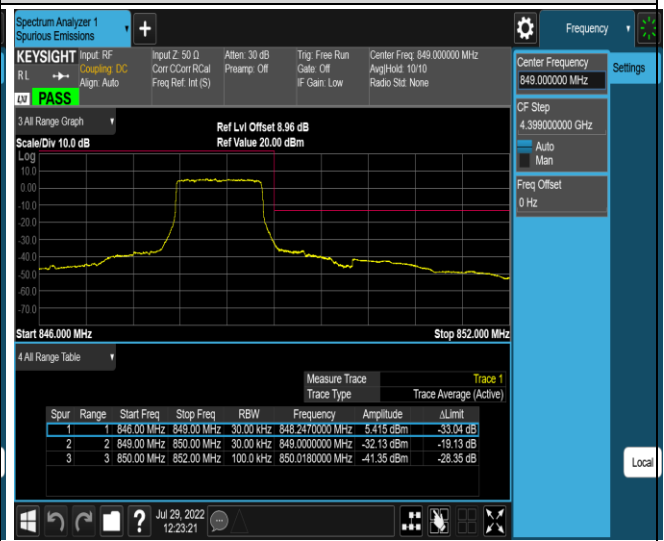 Spectrum Analyzer 1
Spurious Emissions
+
Frequency
KEYSIGHT Input: RF Input Z: 50 Ω Atten: 30 dB Trig: Free Run Center Freq: 849.000000 MHz
RL Coupling: DC Corr CCorr RCal Preamp: Off Gate: Off Avg|Hold: 10/10
Align: Auto Freq Ref: Int (S) IF Gain: Low Radio Std: None
LNI PASS
Center Frequency
849.000000 MHz
Settings
CF Step
4.399000000 GHz
Auto
Man
Freq Offset
0 Hz
3 All Range Graph
Ref Lvl Offset 8.96 dB
Scale/Div 10.0 dB Ref Value 20.00 dBm
Log
10.0
0.00
-10.0
-20.0
-30.0
-40.0
-50.0
-60.0
-70.0
Start 846.000 MHz Stop 852.000 MHz
4 All Range Table
Measure Trace Trace 1
Trace Type Trace Average (Active)
Spur Range Start Freq Stop Freq RBW Frequency Amplitude ΔLimit
1 1 846.00 MHz 849.00 MHz 30.00 kHz 848.2470000 MHz 5.415 dBm -33.04 dB
2 2 849.00 MHz 850.00 MHz 30.00 kHz 849.0000000 MHz -32.13 dBm -19.13 dB
3 3 850.00 MHz 852.00 MHz 100.0 kHz 850.0180000 MHz -41.35 dBm -28.35 dB
Local
? Jul 29, 2022
12:23:21